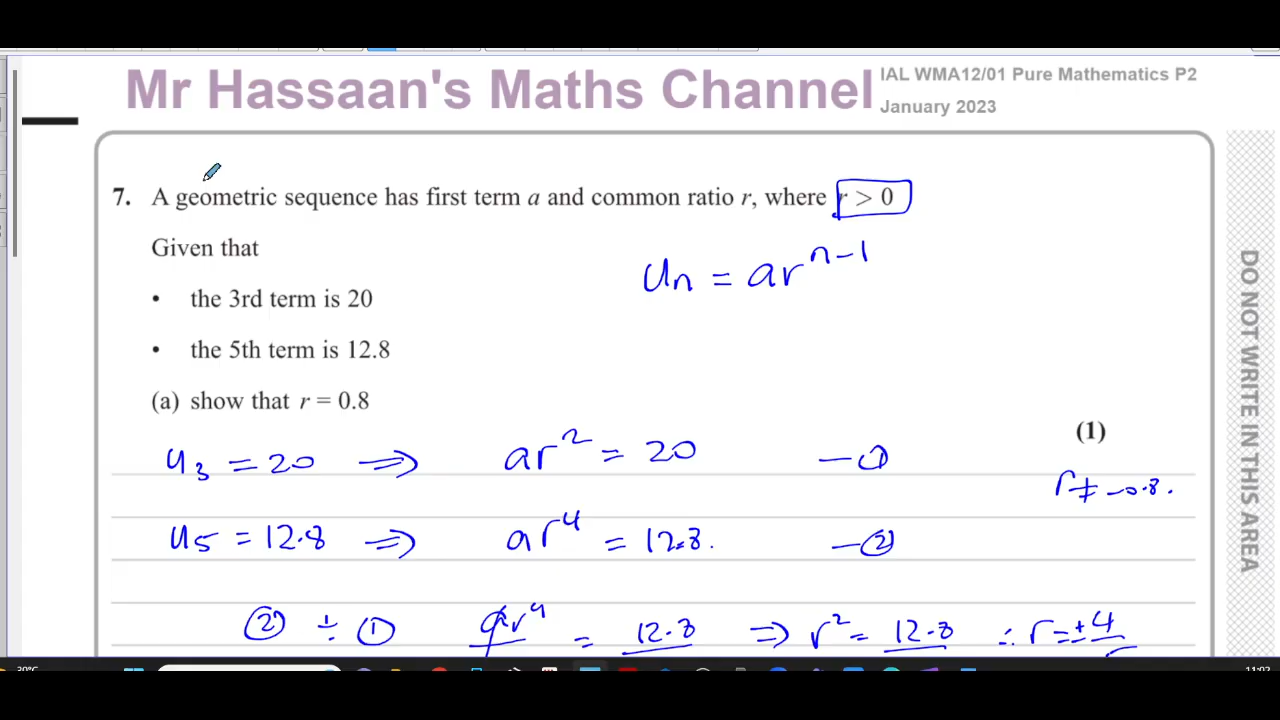 Mr Hassaan's Maths Channel
IAL WMA12/01 Pure Mathematics P2
January 2023
7. A geometric sequence has first term a and common ratio r, where r > 0
Given that
uₙ = arⁿ⁻¹
• the 3rd term is 20
• the 5th term is 12.8
(a) show that r = 0.8
(1)
u₃ = 20 ⇒ ar² = 20 —①
r ≠ -0.8.
u₅ = 12.8 ⇒ ar⁴ = 12.8. —②
② ÷ ① ar⁴ = 12.8 ⇒ r² = 12.8 ∴ r = ±4
DO NOT WRITE IN THIS AREA